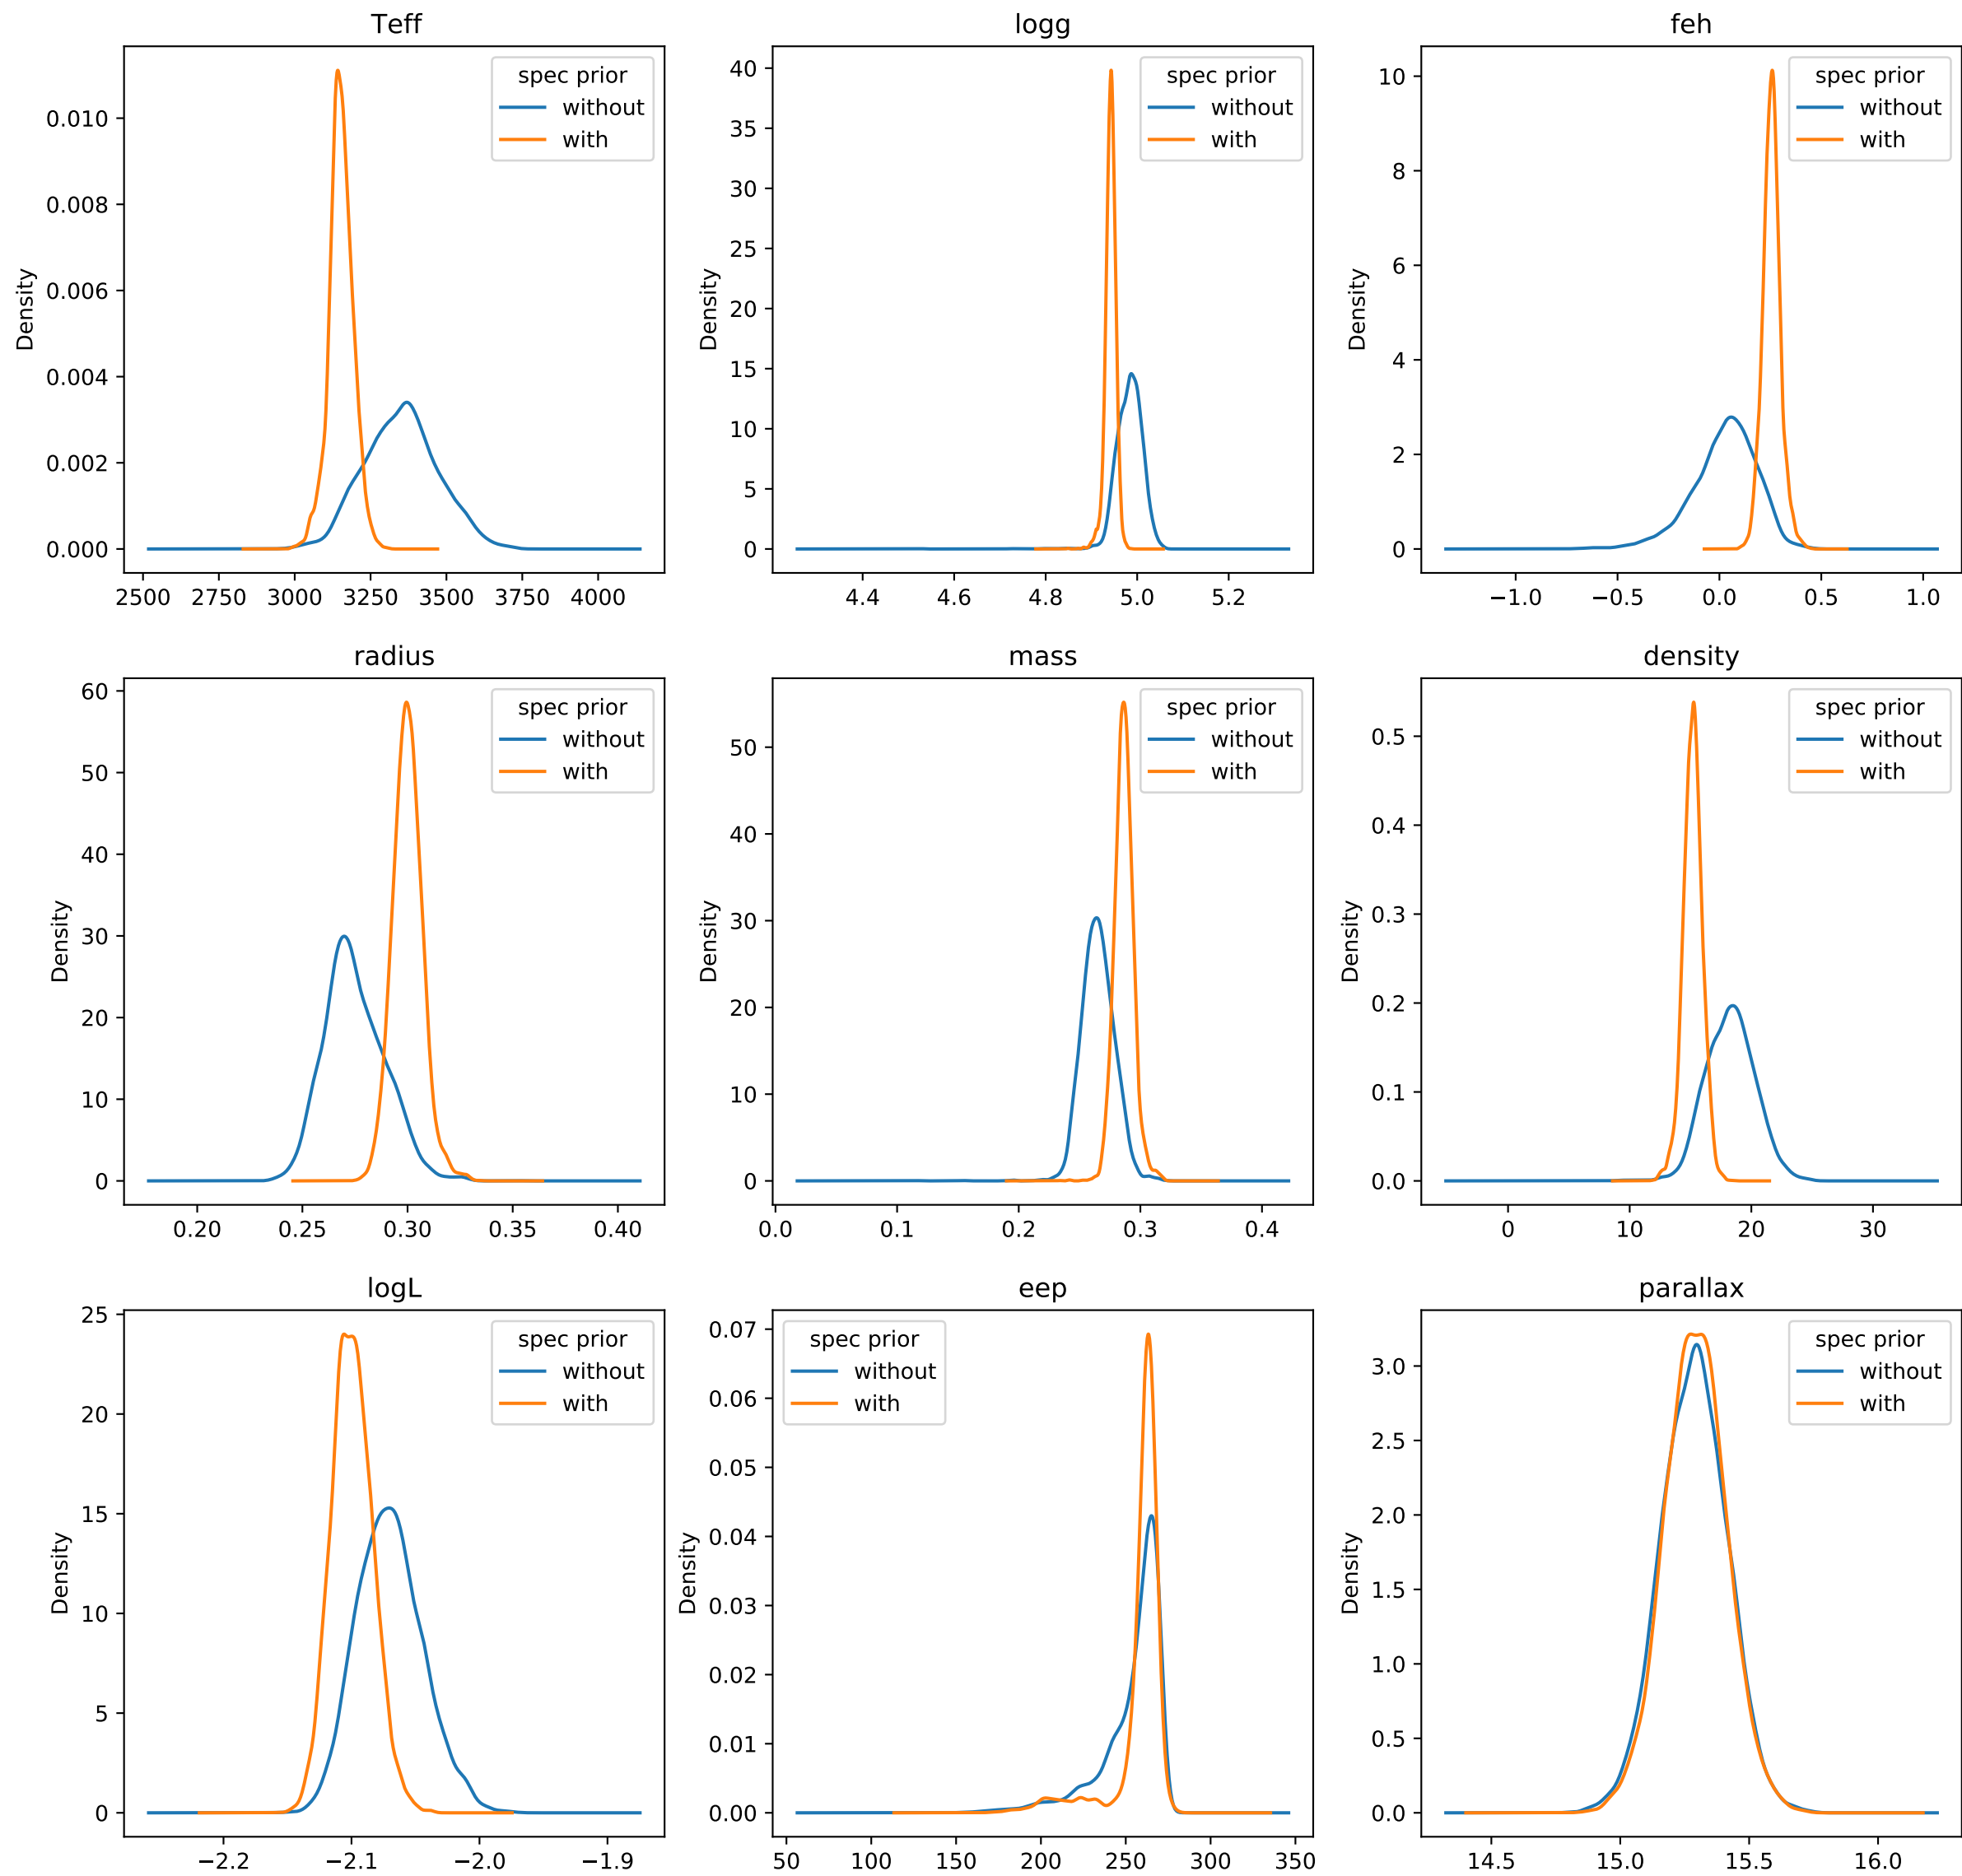 Teff
Density
0.010
0.008
0.006
0.004
0.002
0.000
2500 2750 3000 3250 3500 3750 4000
spec prior
without
with
logg
Density
40
35
30
25
20
15
10
5
0
4.4 4.6 4.8 5.0 5.2
spec prior
without
with
feh
Density
10
8
6
4
2
0
−1.0 −0.5 0.0 0.5 1.0
spec prior
without
with
radius
Density
60
50
40
30
20
10
0
0.20 0.25 0.30 0.35 0.40
spec prior
without
with
mass
Density
50
40
30
20
10
0
0.0 0.1 0.2 0.3 0.4
spec prior
without
with
density
Density
0.5
0.4
0.3
0.2
0.1
0.0
0 10 20 30
spec prior
without
with
logL
Density
25
20
15
10
5
0
−2.2 −2.1 −2.0 −1.9
spec prior
without
with
eep
Density
0.07
0.06
0.05
0.04
0.03
0.02
0.01
0.00
50 100 150 200 250 300 350
spec prior
without
with
parallax
Density
3.0
2.5
2.0
1.5
1.0
0.5
0.0
14.5 15.0 15.5 16.0
spec prior
without
with